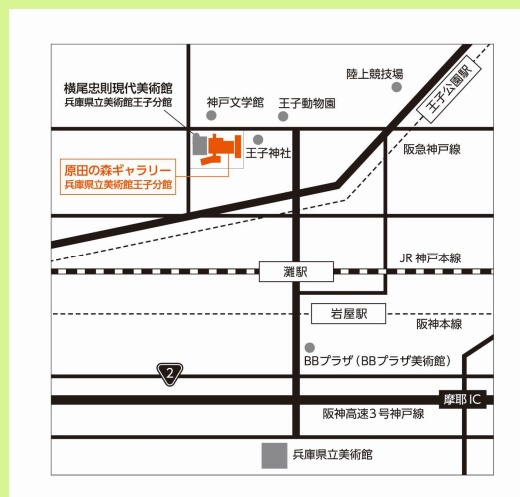 陸上競技場
王子公園駅
横尾忠則現代美術館
兵庫県立美術館王子分館
神戸文学館
王子動物園
王子神社
阪急神戸線
原田の森ギャラリー
兵庫県立美術館王子分館
JR 神戸本線
灘駅
岩屋駅
阪神本線
BBプラザ（BBプラザ美術館）
2
摩耶IC
阪神高速3号神戸線
兵庫県立美術館